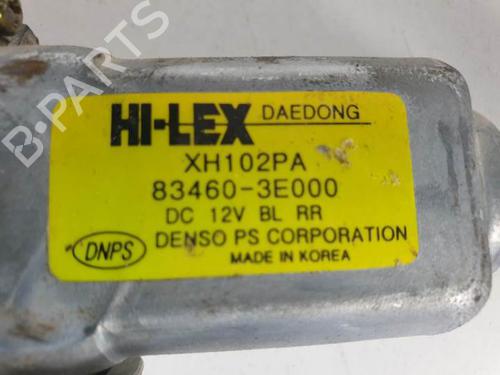 HI-LEX DAEDONG
XH102PA
83460-3E000
DC 12V BL RR
DENSO PS CORPORATION
DNPS
MADE IN KOREA
B-PARTS